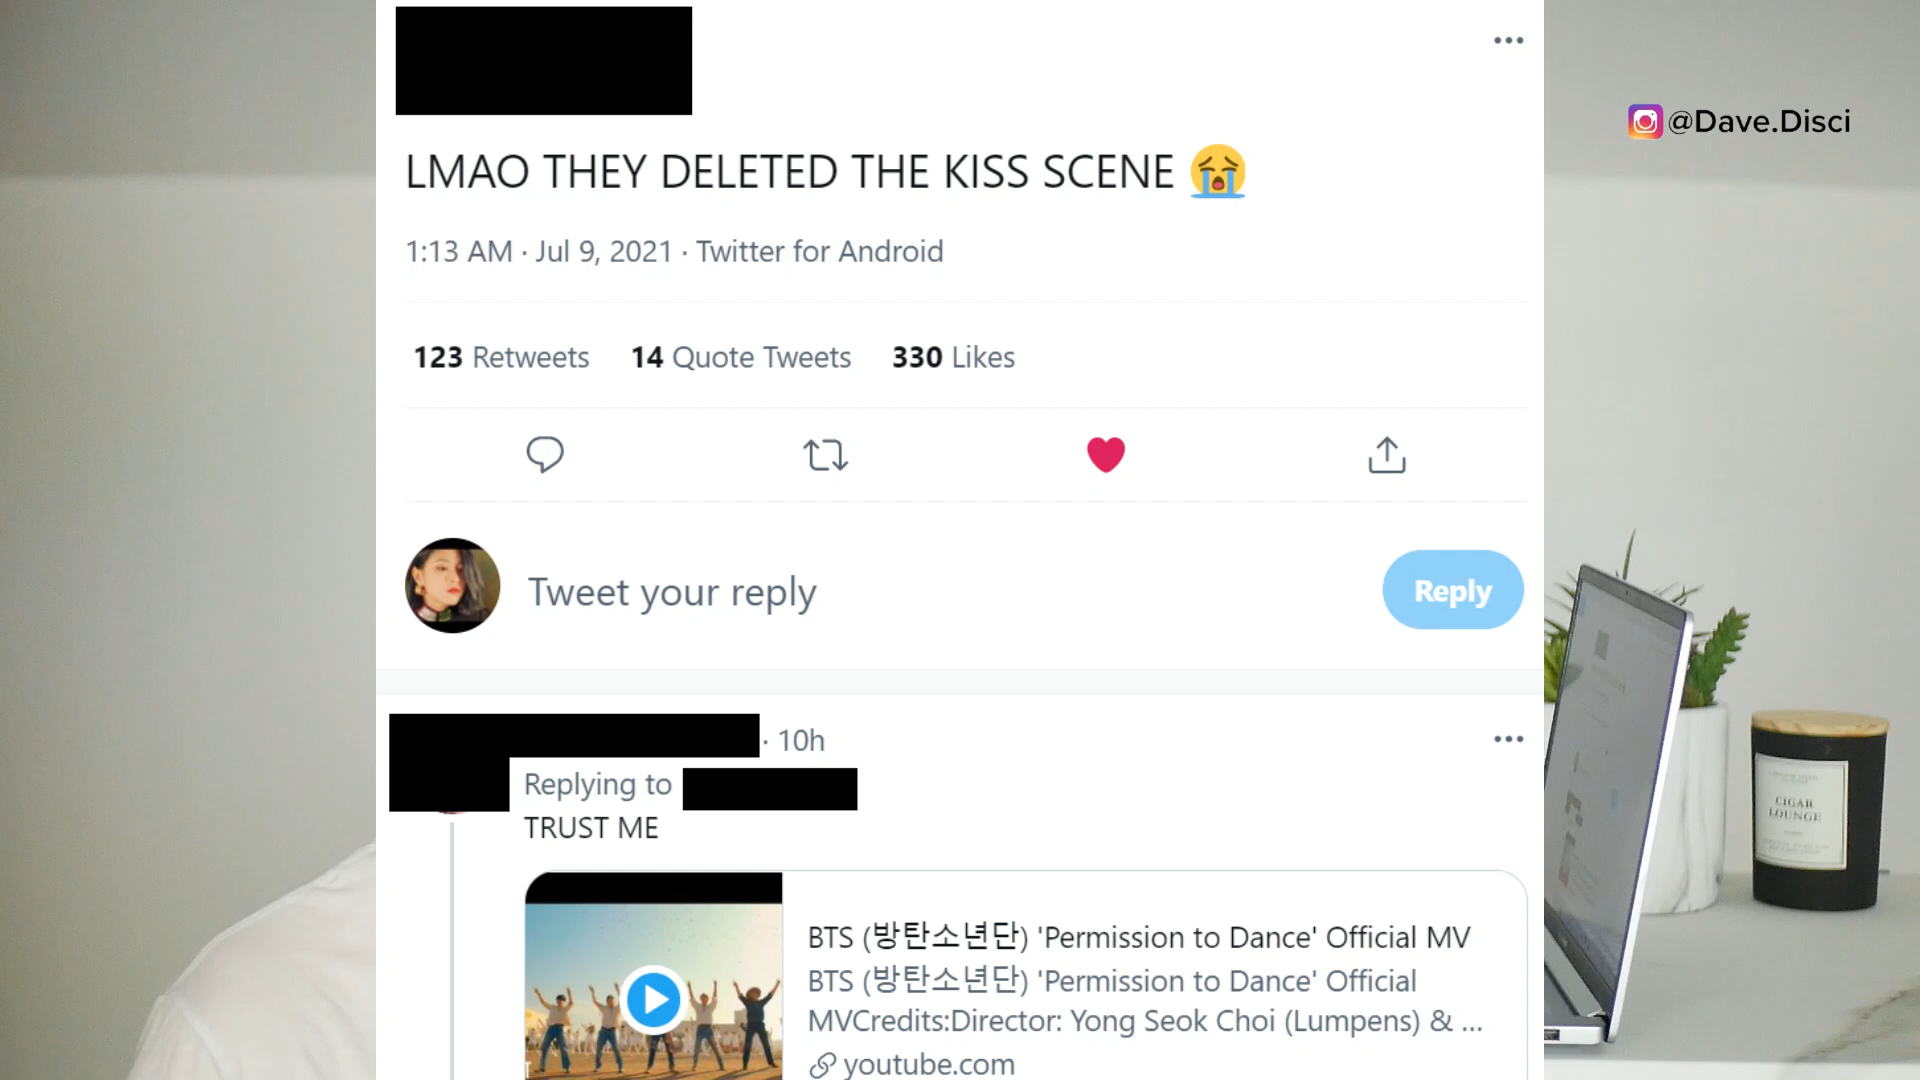 @Dave.Disci
LMAO THEY DELETED THE KISS SCENE 😭
1:13 AM · Jul 9, 2021 · Twitter for Android
123 Retweets 14 Quote Tweets 330 Likes
Tweet your reply
Reply
· 10h
Replying to
TRUST ME
BTS (방탄소년단) 'Permission to Dance' Official MV
BTS (방탄소년단) 'Permission to Dance' Official
MVCredits:Director: Yong Seok Choi (Lumpens) & ...
youtube.com
CIGAR
LOUNGE